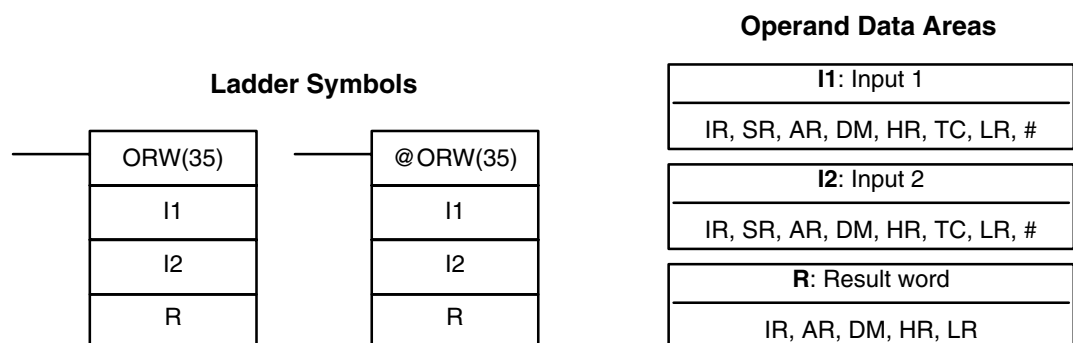 Ladder Symbols
ORW(35)
I1
I2
R
@ORW(35)
I1
I2
R
Operand Data Areas
I1: Input 1
IR, SR, AR, DM, HR, TC, LR, #
I2: Input 2
IR, SR, AR, DM, HR, TC, LR, #
R: Result word
IR, AR, DM, HR, LR